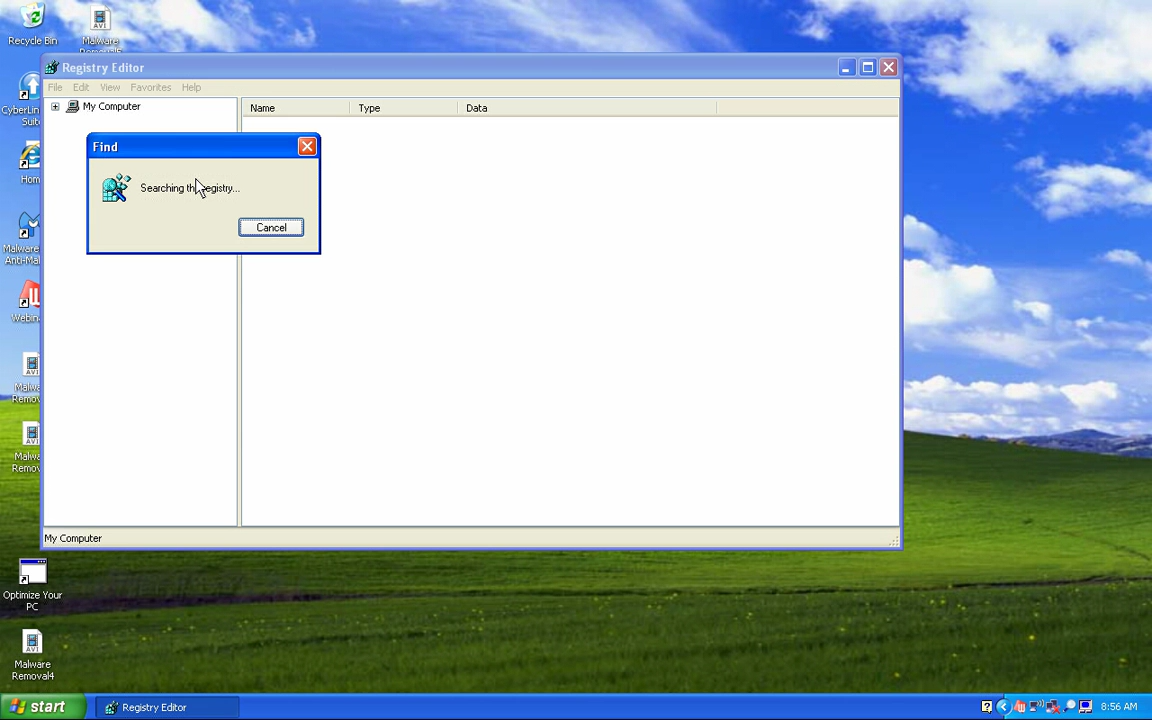 Recycle Bin
Malware
Removal5
Registry Editor
File Edit View Favorites Help
My Computer
Name Type Data
Find
Searching the registry...
Cancel
CyberLin
Suit
Hom
Malware
Anti-Mal
Webin
Malwa
Remov
Malwa
Remov
My Computer
Optimize Your
PC
Malware
Removal4
start
Registry Editor
8:56 AM